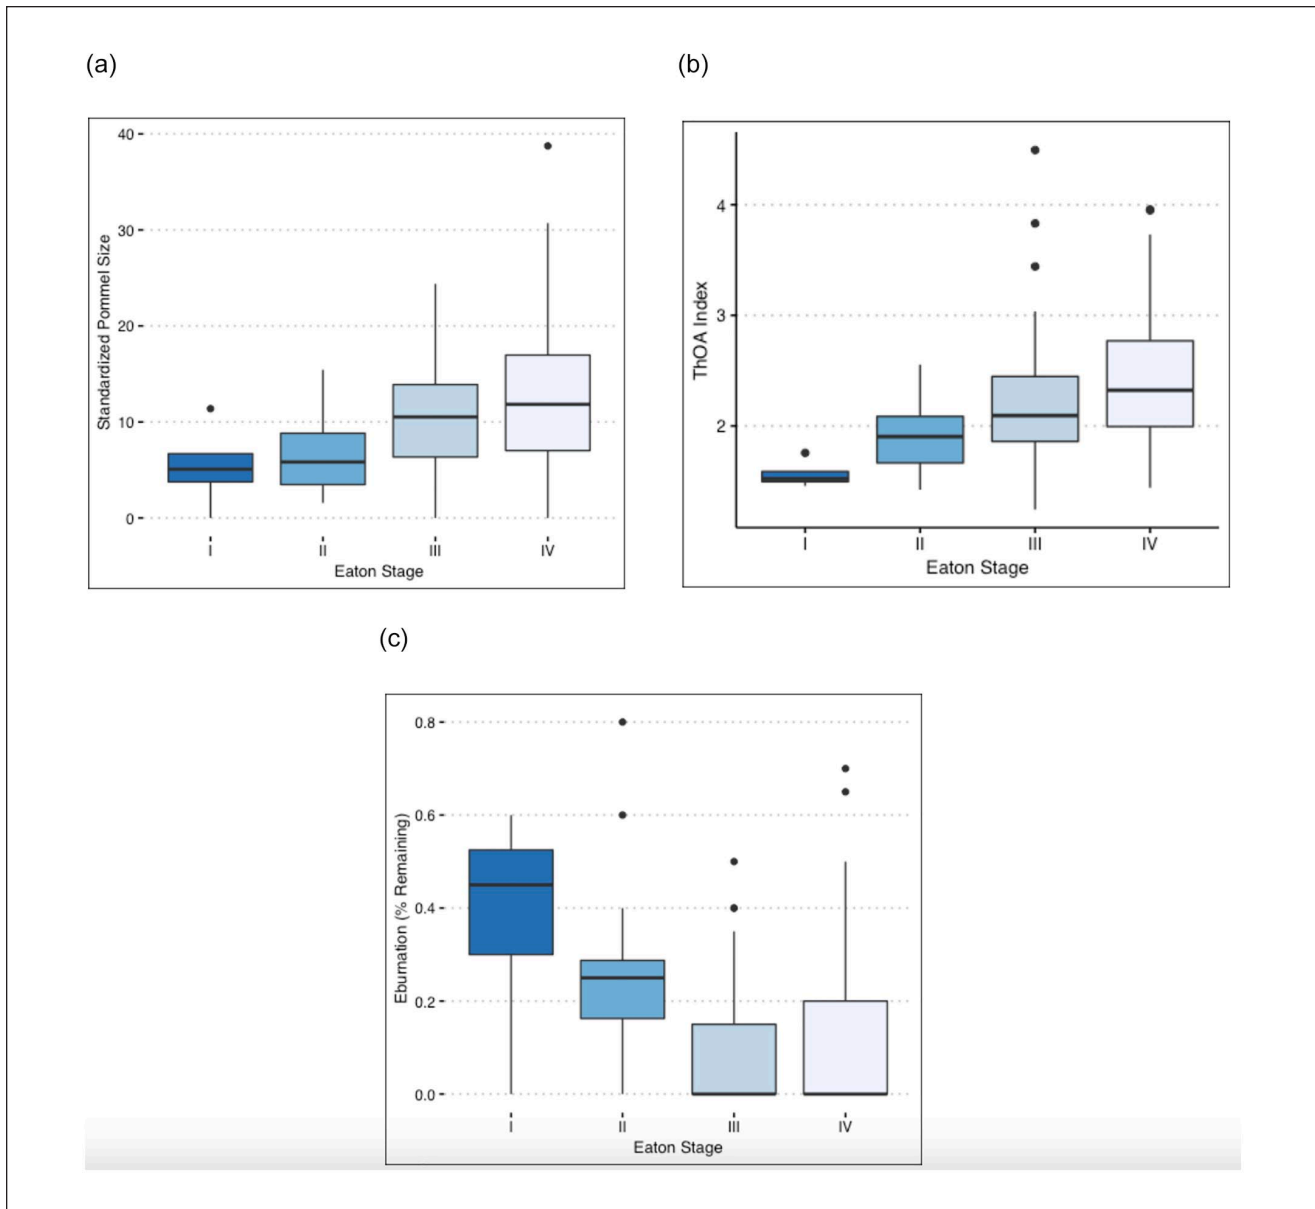 (a)
40
30
20
10
0
Standardized Pommel Size
I II III IV
Eaton Stage
(b)
4
3
2
ThOA Index
I II III IV
Eaton Stage
(c)
0.8
0.6
0.4
0.2
0.0
Eburnation (% Remaining)
I II III IV
Eaton Stage